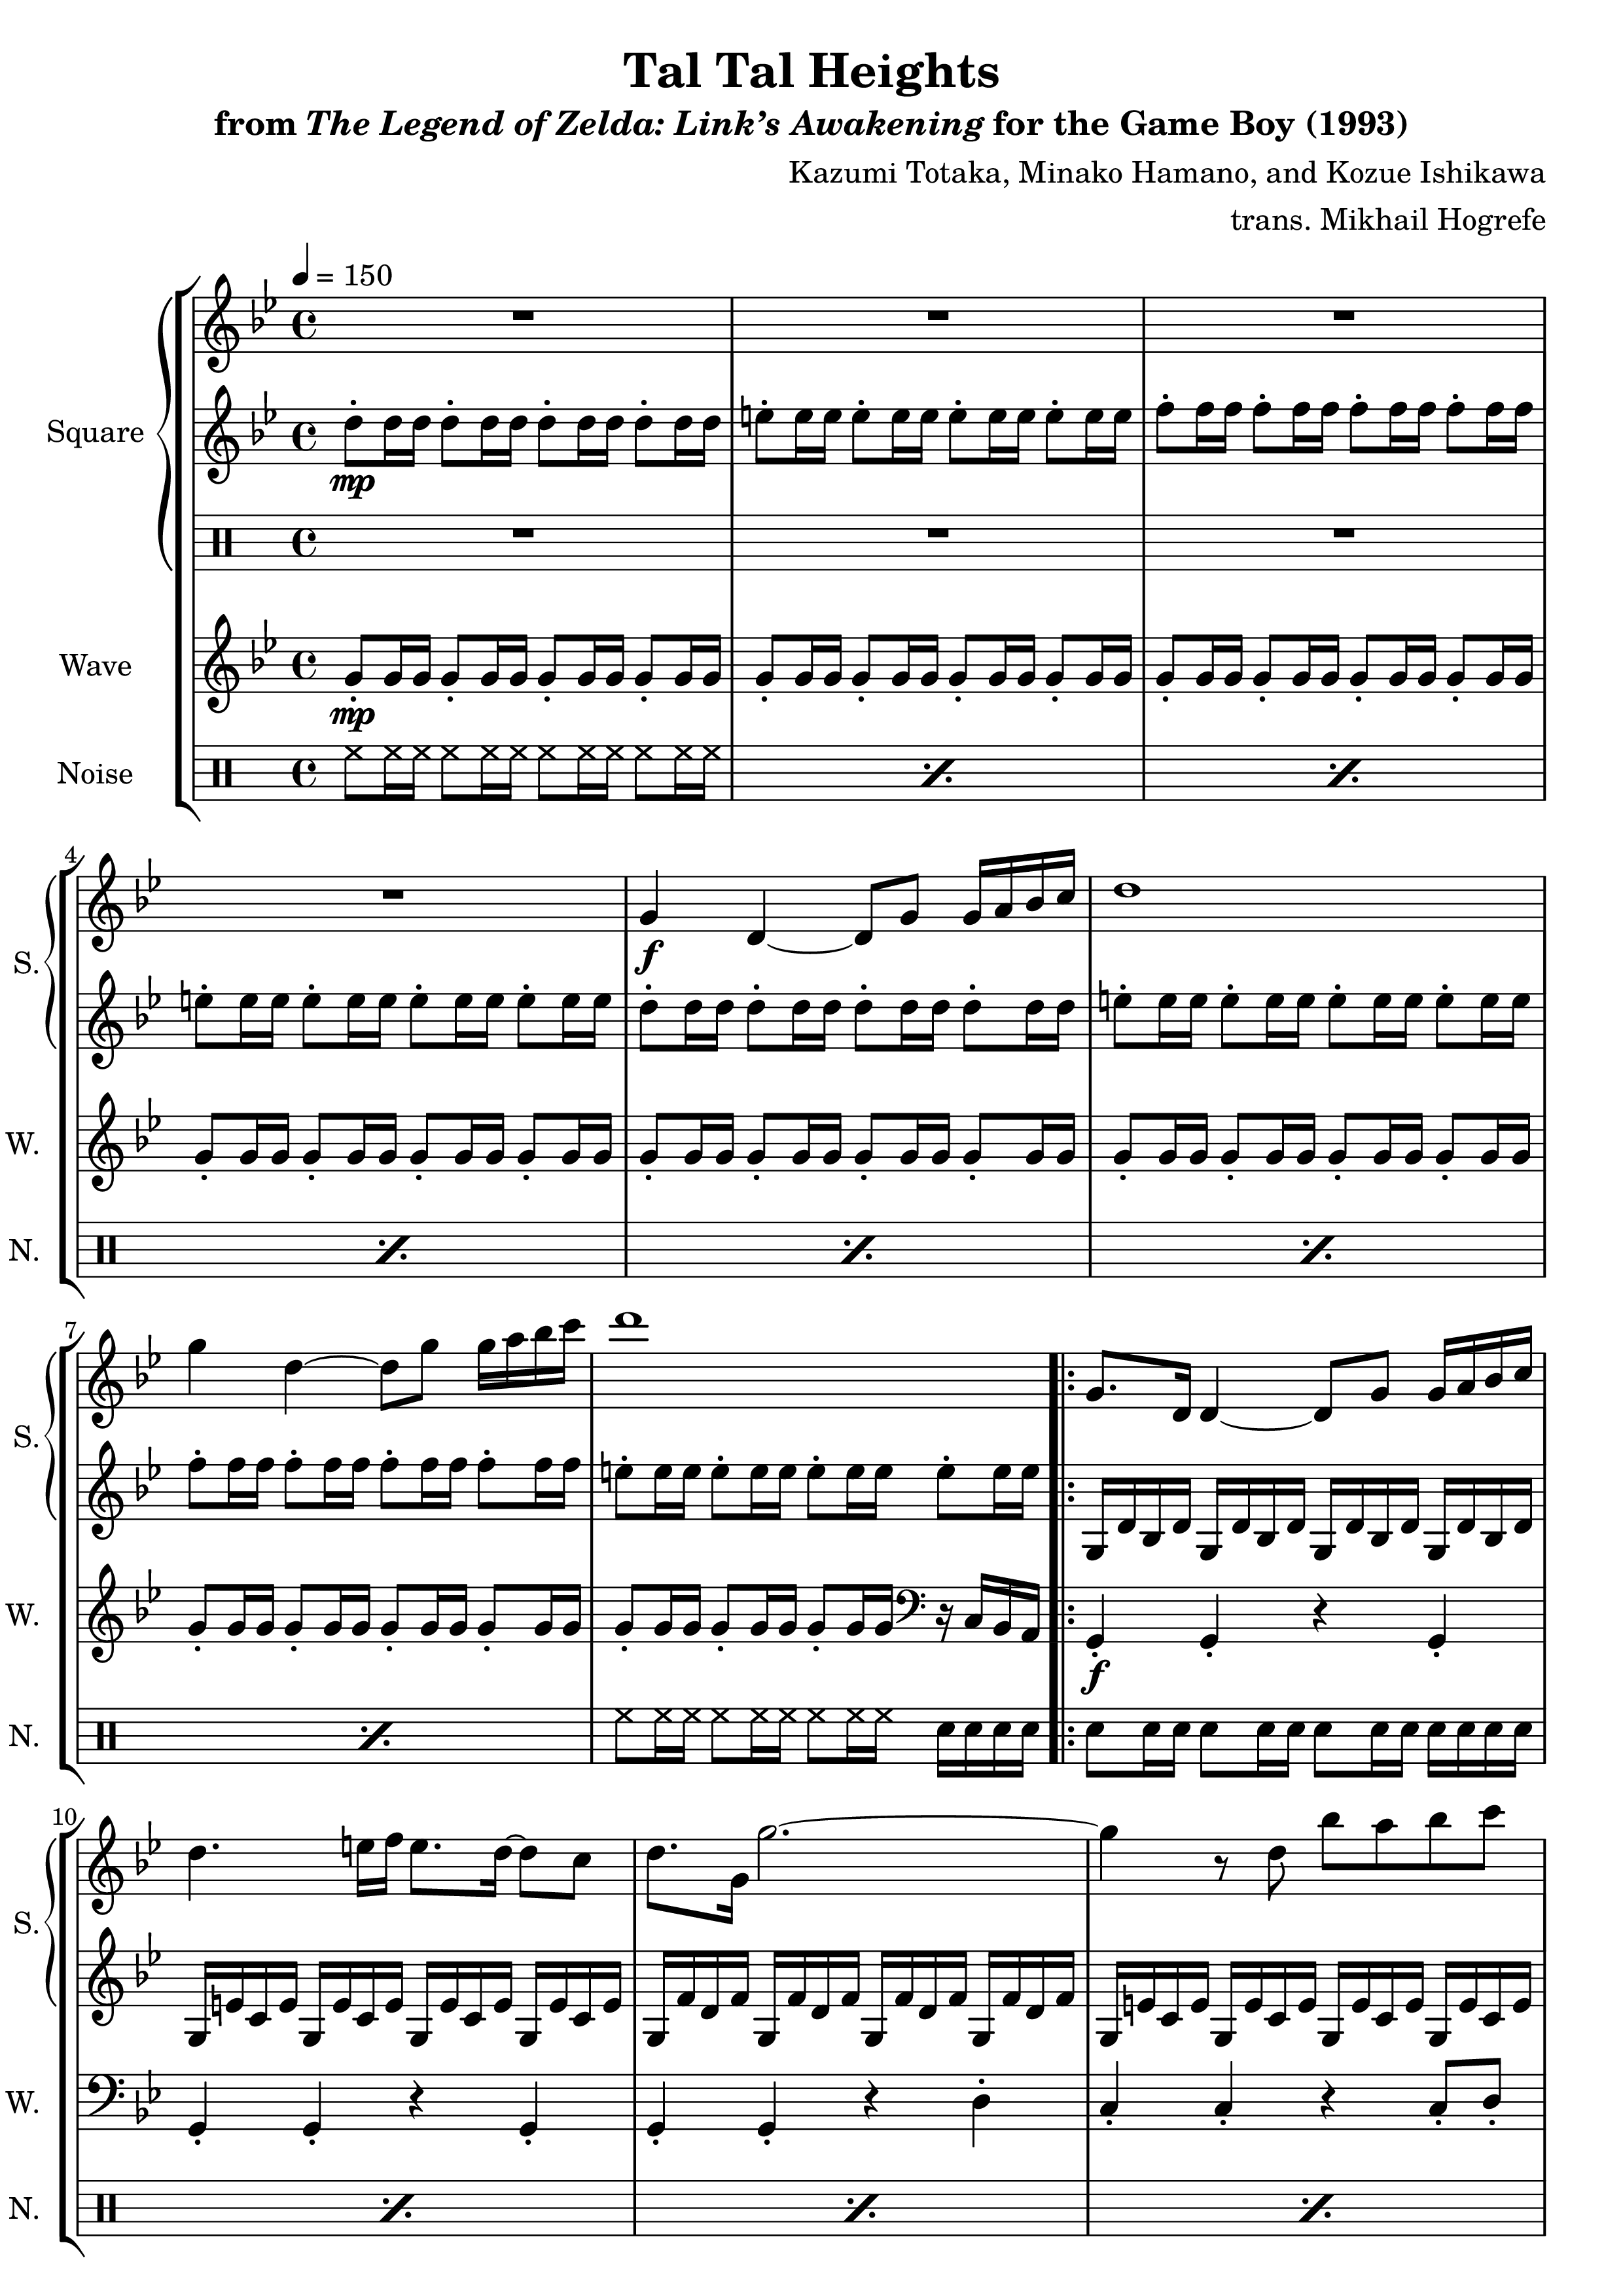 Tal Tal Heights
from The Legend of Zelda: Link’s Awakening for the Game Boy (1993)
Kazumi Totaka, Minako Hamano, and Kozue Ishikawa
trans. Mikhail Hogrefe
= 150
Square
mp
Wave
mp
Noise
4
S.
f
W.
N.
7
S.
W.
f
N.
10
S.
W.
N.